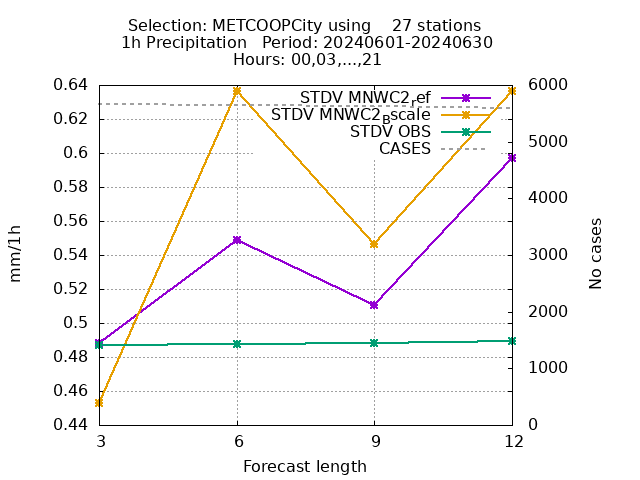 Selection: METCOOPCity using    27 stations
1h Precipitation   Period: 20240601-20240630
Hours: 00,03,...,21
STDV MNWC2ref
STDV MNWC2Bscale
STDV OBS
CASES
0.64
0.62
0.6
0.58
0.56
0.54
0.52
0.5
0.48
0.46
0.44
mm/1h
6000
5000
4000
3000
2000
1000
0
No cases
3 6 9 12
Forecast length